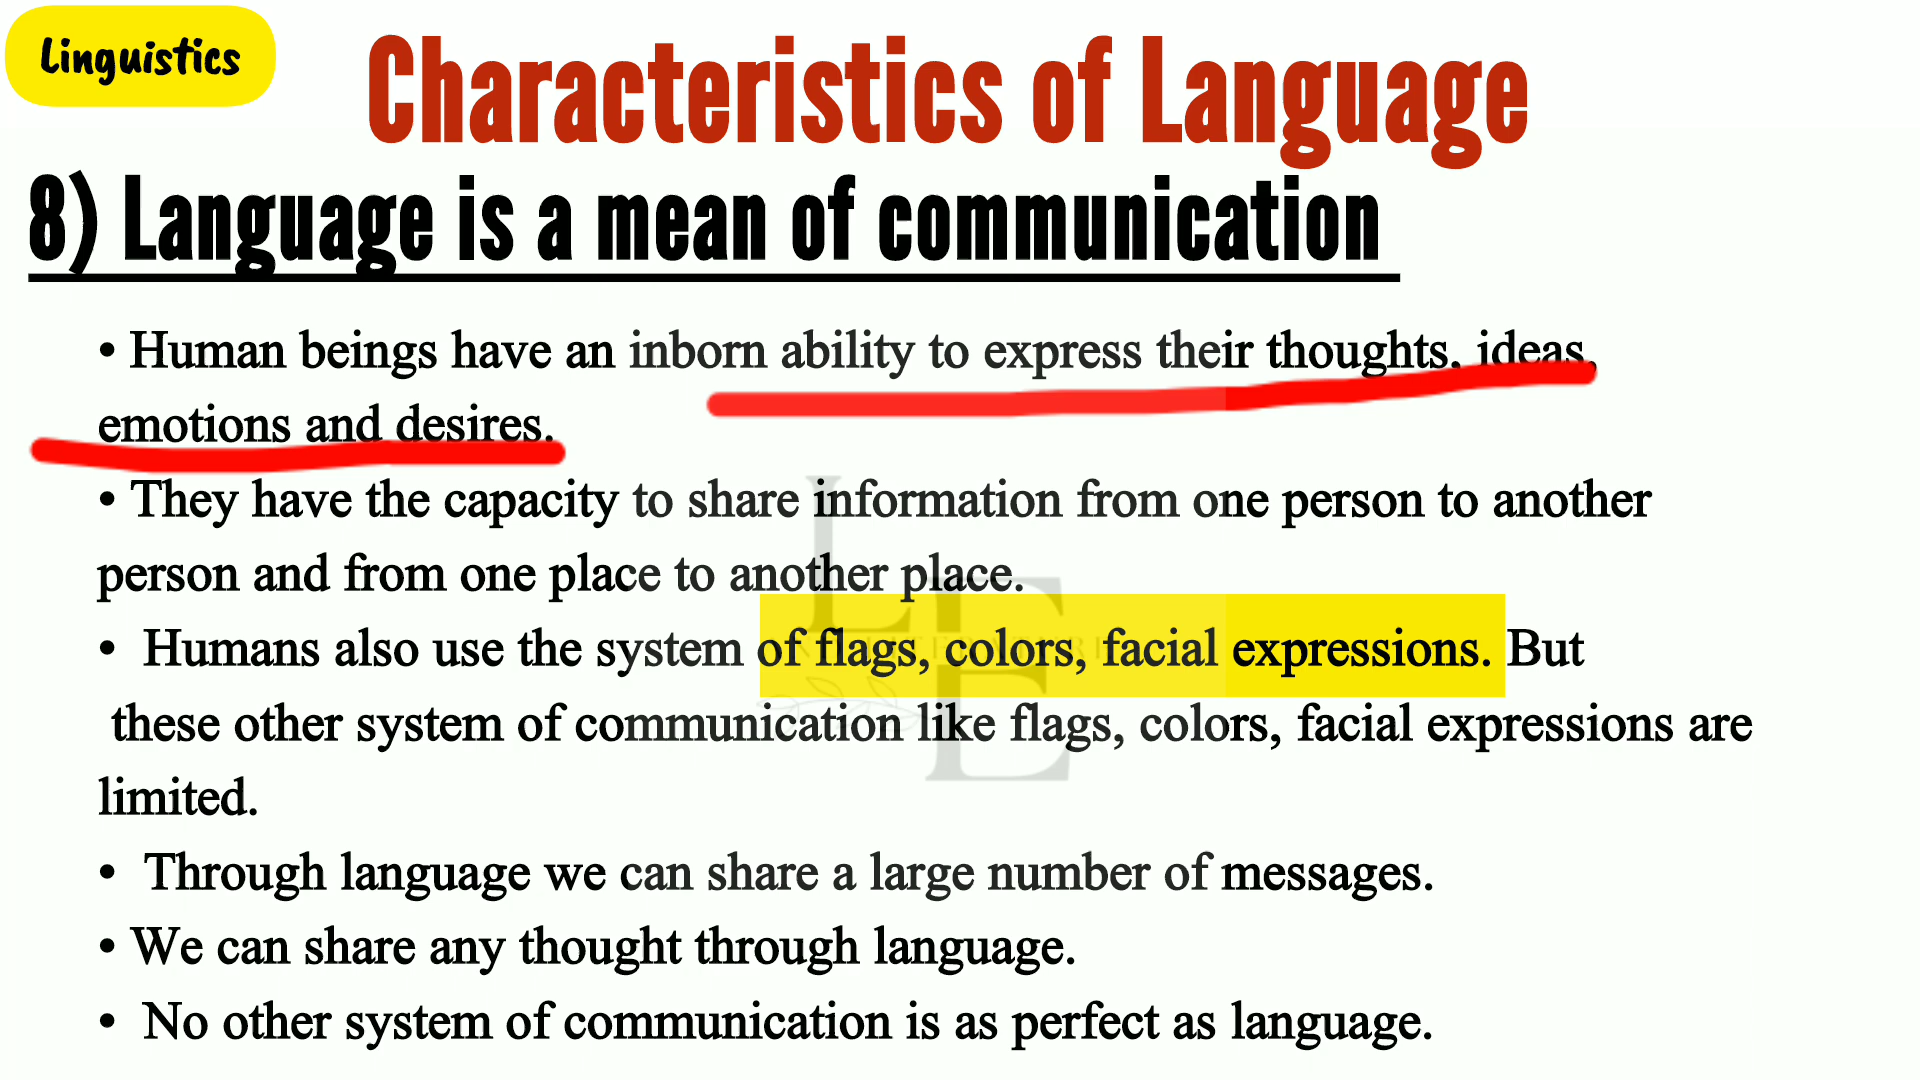 Linguistics
Characteristics of Language
8) Language is a mean of communication
• Human beings have an inborn ability to express their thoughts, ideas,
emotions and desires.
• They have the capacity to share information from one person to another
person and from one place to another place.
• Humans also use the system of flags, colors, facial expressions. But
these other system of communication like flags, colors, facial expressions are
limited.
• Through language we can share a large number of messages.
• We can share any thought through language.
• No other system of communication is as perfect as language.
LE